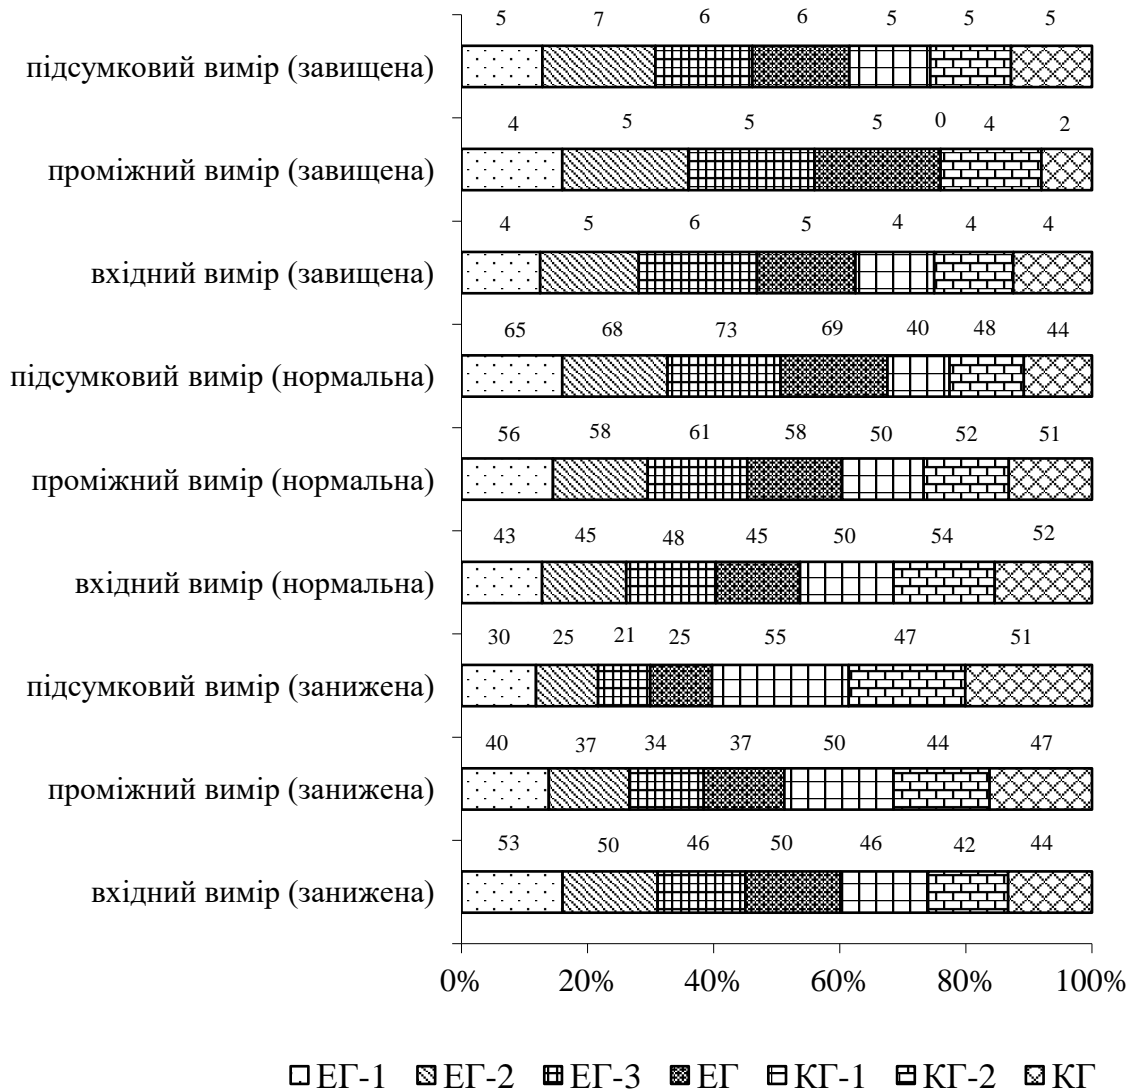 5 7 6 6 5 5 5
підсумковий вимір (завищена)
4 5 5 5 0 4 2
проміжний вимір (завищена)
4 5 6 5 4 4 4
вхідний вимір (завищена)
65 68 73 69 40 48 44
підсумковий вимір (нормальна)
56 58 61 58 50 52 51
проміжний вимір (нормальна)
43 45 48 45 50 54 52
вхідний вимір (нормальна)
30 25 21 25 55 47 51
підсумковий вимір (занижена)
40 37 34 37 50 44 47
проміжний вимір (занижена)
53 50 46 50 46 42 44
вхідний вимір (занижена)
0% 20% 40% 60% 80% 100%
ЕГ-1 ЕГ-2 ЕГ-3 ЕГ КГ-1 КГ-2 КГ